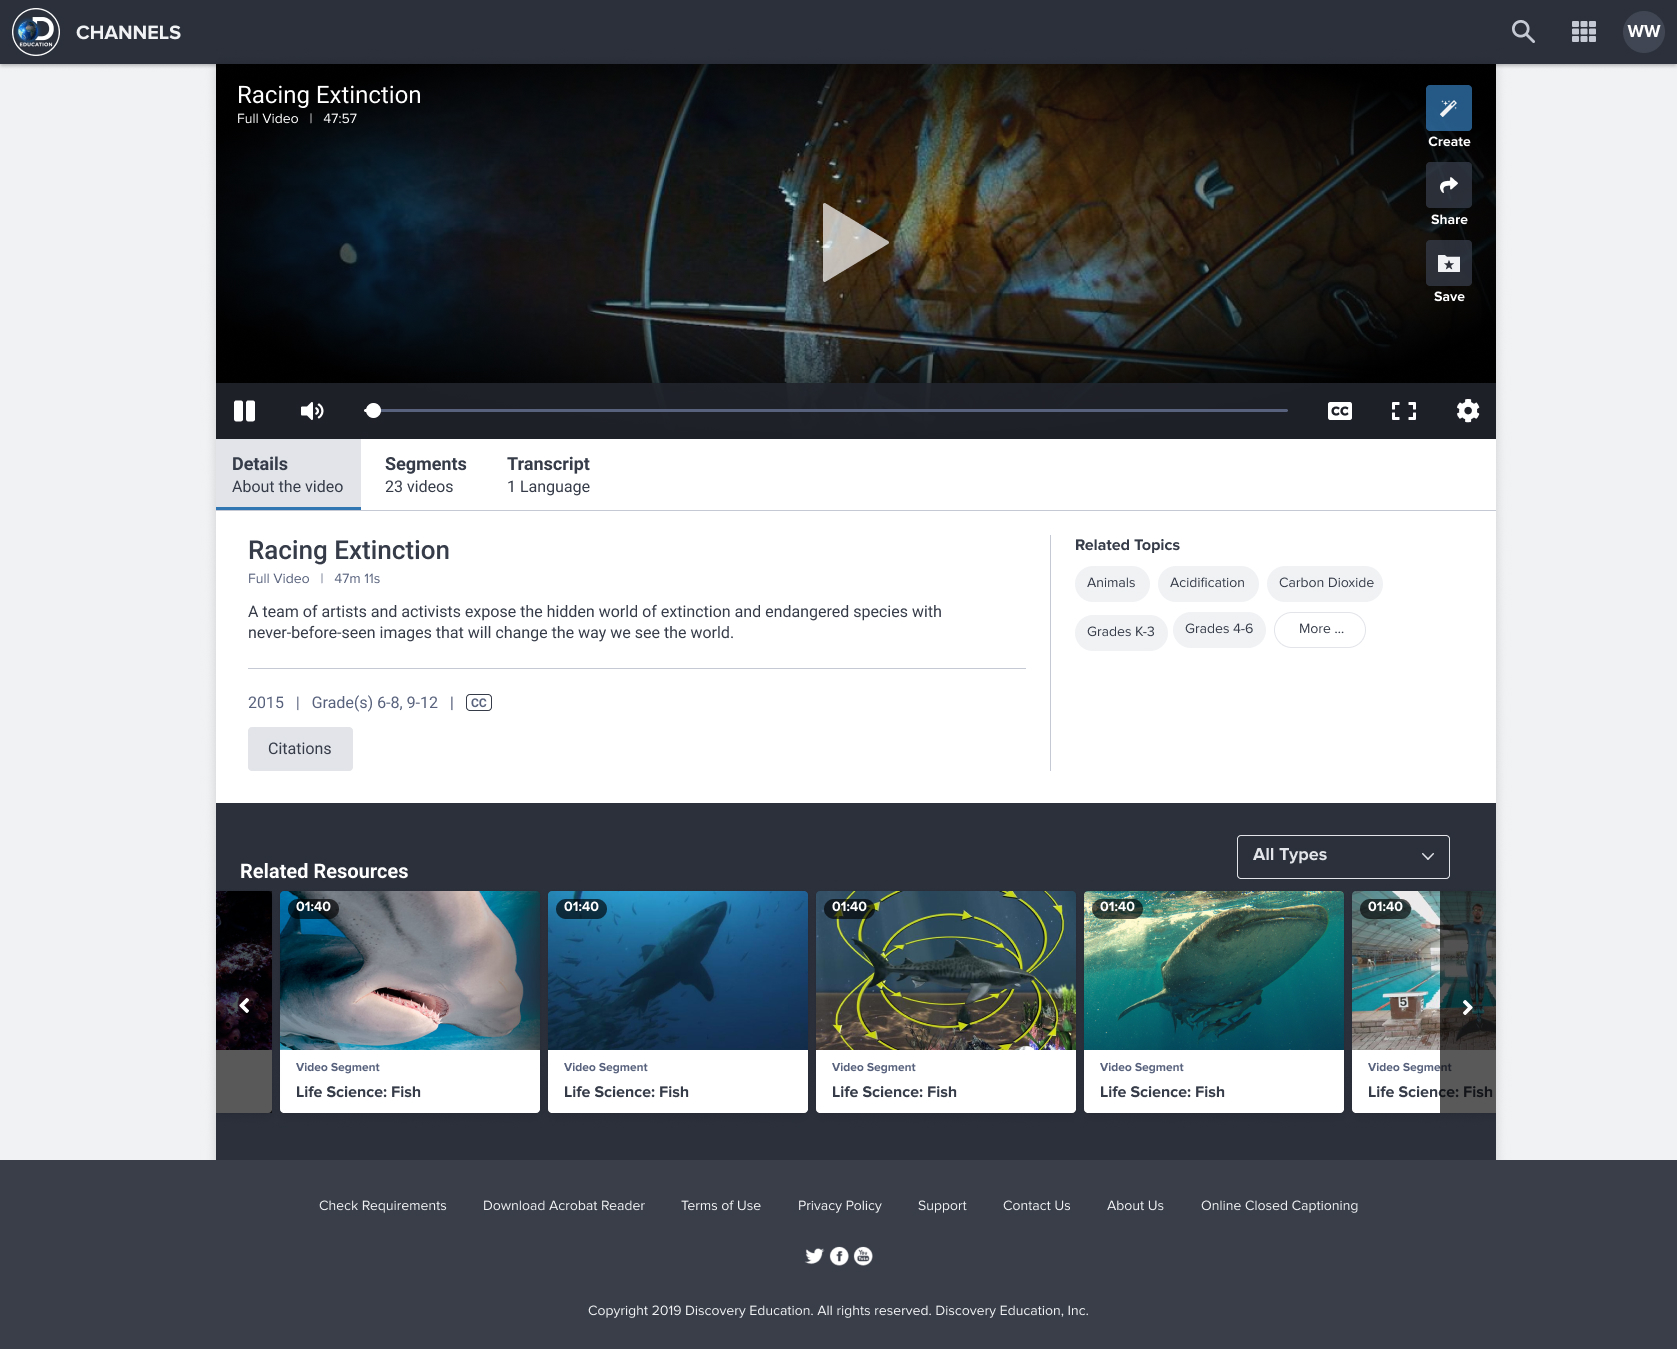 EDUCATION
CHANNELS
WW
Racing Extinction
Full Video | 47:57
Create
Share
Save
CC
Details
About the video
Segments
23 videos
Transcript
1 Language
Racing Extinction
Full Video | 47m 11s
A team of artists and activists expose the hidden world of extinction and endangered species with
never-before-seen images that will change the way we see the world.
2015 | Grade(s) 6-8, 9-12 | CC
Citations
Related Topics
Animals
Acidification
Carbon Dioxide
Grades K-3
Grades 4-6
More ...
All Types
Related Resources
01:40
01:40
01:40
01:40
01:40
5
Video Segment
Life Science: Fish
Video Segment
Life Science: Fish
Video Segment
Life Science: Fish
Video Segment
Life Science: Fish
Video Segment
Life Science: Fish
Check Requirements
Download Acrobat Reader
Terms of Use
Privacy Policy
Support
Contact Us
About Us
Online Closed Captioning
You Tube
Copyright 2019 Discovery Education. All rights reserved. Discovery Education, Inc.